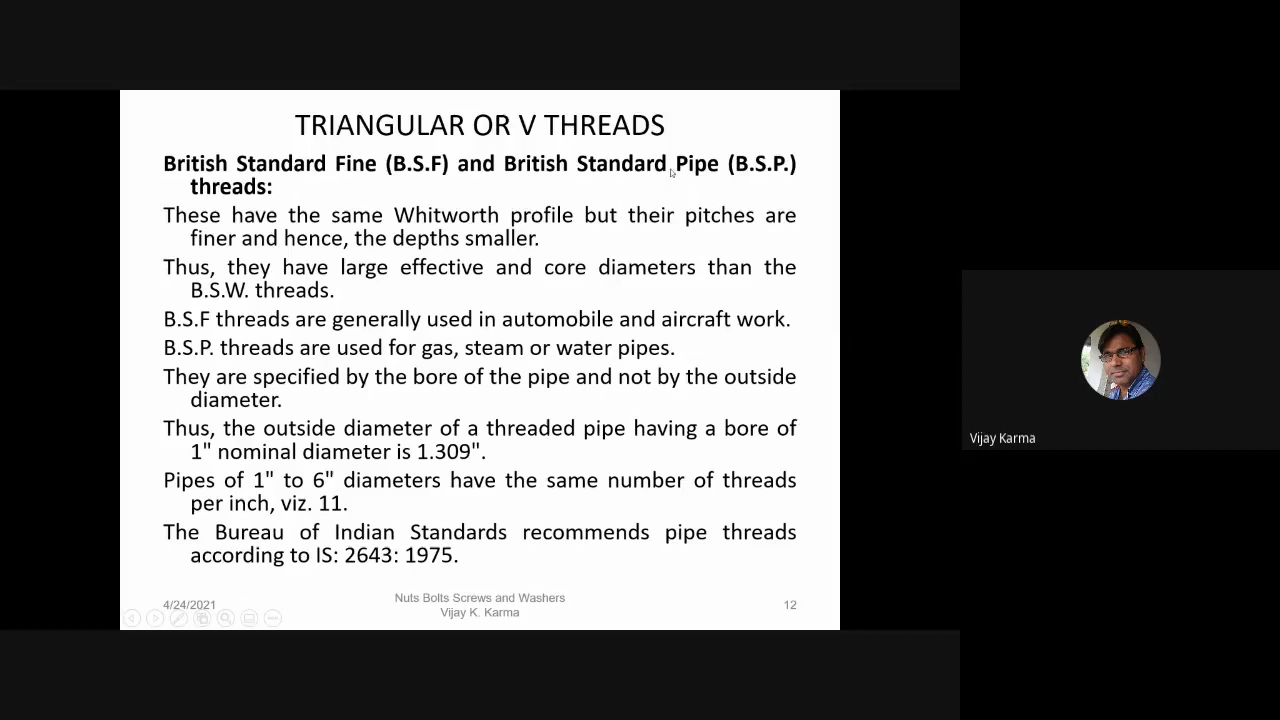 TRIANGULAR OR V THREADS
British Standard Fine (B.S.F) and British Standard Pipe (B.S.P.)
threads:
These have the same Whitworth profile but their pitches are
finer and hence, the depths smaller.
Thus, they have large effective and core diameters than the
B.S.W. threads.
B.S.F threads are generally used in automobile and aircraft work.
B.S.P. threads are used for gas, steam or water pipes.
They are specified by the bore of the pipe and not by the outside
diameter.
Thus, the outside diameter of a threaded pipe having a bore of
1" nominal diameter is 1.309".
Pipes of 1" to 6" diameters have the same number of threads
per inch, viz. 11.
The Bureau of Indian Standards recommends pipe threads
according to IS: 2643: 1975.
4/24/2021
Nuts Bolts Screws and Washers
Vijay K. Karma
12
Vijay Karma